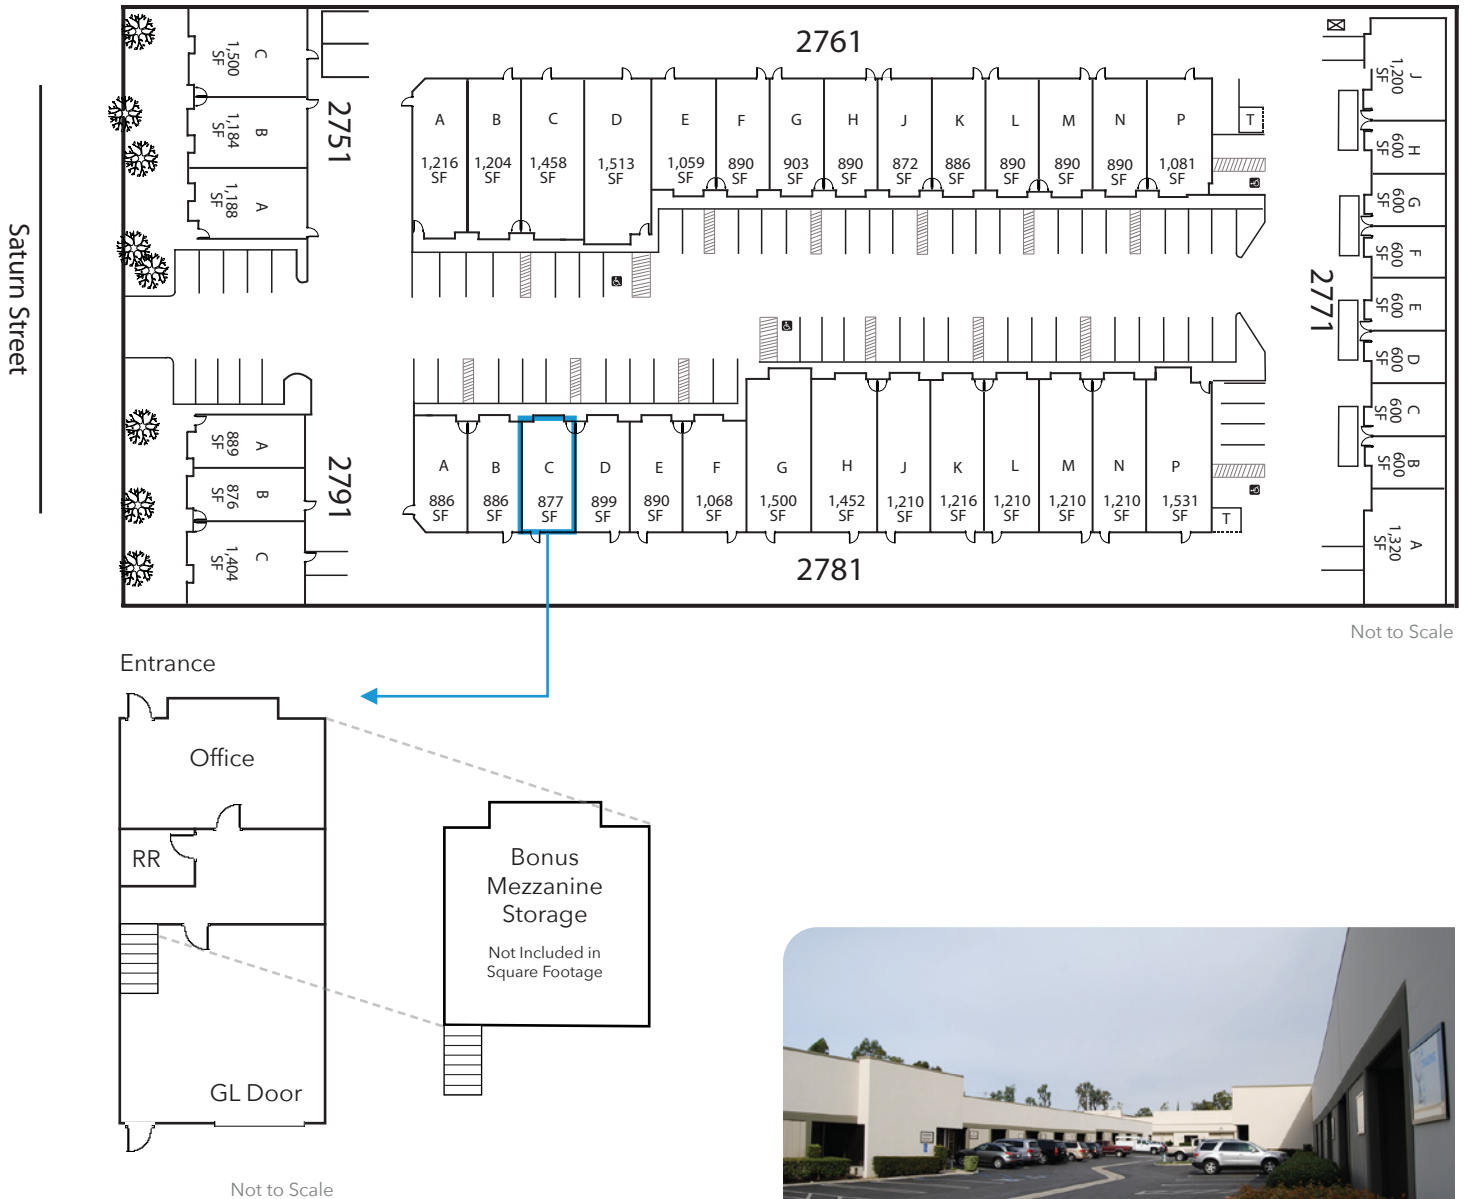 2761
C
1,500
SF
B
1,184
SF
A
1,188
SF
2751
A
1,216
SF
B
1,204
SF
C
1,458
SF
D
1,513
SF
E
1,059
SF
F
890
SF
G
903
SF
H
890
SF
J
872
SF
K
886
SF
L
890
SF
M
890
SF
N
890
SF
P
1,081
SF
T
J
1,200
SF
H
600
SF
G
600
SF
F
600
SF
E
600
SF
D
600
SF
C
600
SF
B
600
SF
A
1,320
SF
2771
Saturn Street
A
889
SF
B
876
SF
C
1,404
SF
2791
A
886
SF
B
886
SF
C
877
SF
D
899
SF
E
890
SF
F
1,068
SF
G
1,500
SF
H
1,452
SF
J
1,210
SF
K
1,216
SF
L
1,210
SF
M
1,210
SF
N
1,210
SF
P
1,531
SF
T
2781
Not to Scale
Entrance
Office
RR
GL Door
Bonus
Mezzanine
Storage
Not Included in
Square Footage
Not to Scale